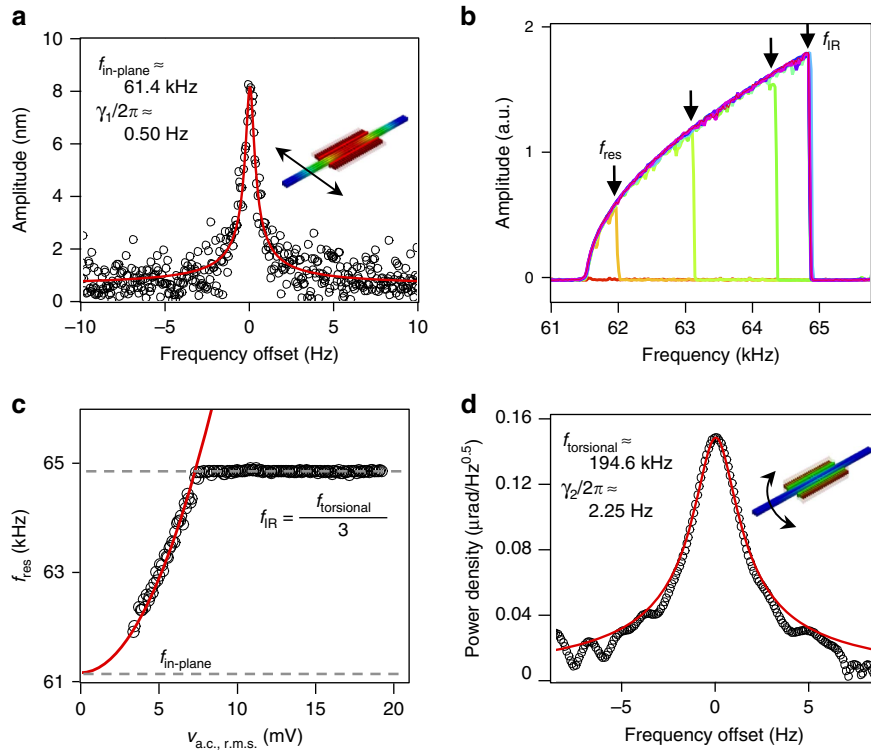 a
f_in-plane ≈
61.4 kHz
γ₁/2π ≈
0.50 Hz
Amplitude (nm)
10
8
6
4
2
0
−10
−5
0
5
10
Frequency offset (Hz)
b
f_IR
f_res
Amplitude (a.u.)
2
1
0
61
62
63
64
65
Frequency (kHz)
c
f_IR = f_torsional / 3
f_in-plane
f_res (kHz)
65
63
61
0
5
10
15
20
v_a.c., r.m.s. (mV)
d
f_torsional ≈
194.6 kHz
γ₂/2π ≈
2.25 Hz
Power density (μrad/Hz^0.5)
0.16
0.12
0.08
0.04
0
−5
0
5
Frequency offset (Hz)